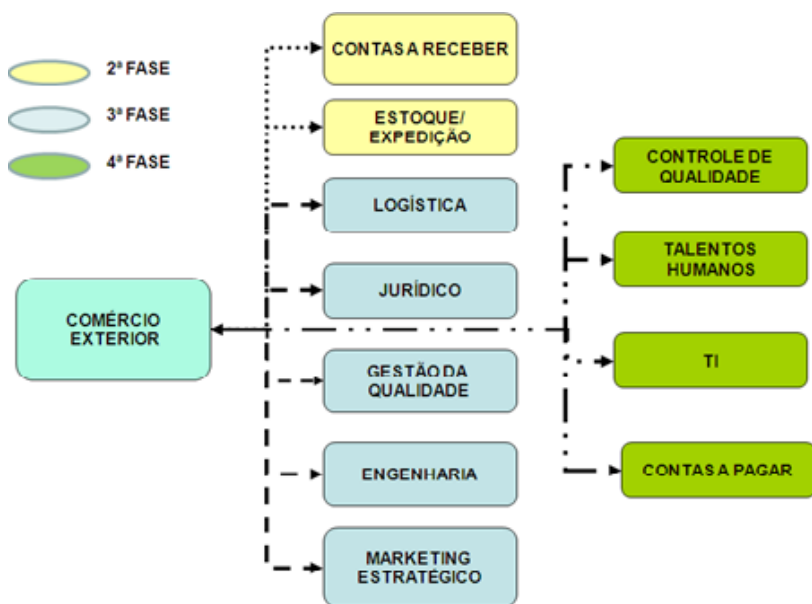 2ª FASE
3ª FASE
4ª FASE
CONTAS A RECEBER
ESTOQUE/
EXPEDIÇÃO
LOGÍSTICA
JURÍDICO
COMÉRCIO
EXTERIOR
GESTÃO DA
QUALIDADE
ENGENHARIA
MARKETING
ESTRATÉGICO
CONTROLE DE
QUALIDADE
TALENTOS
HUMANOS
TI
CONTAS A PAGAR